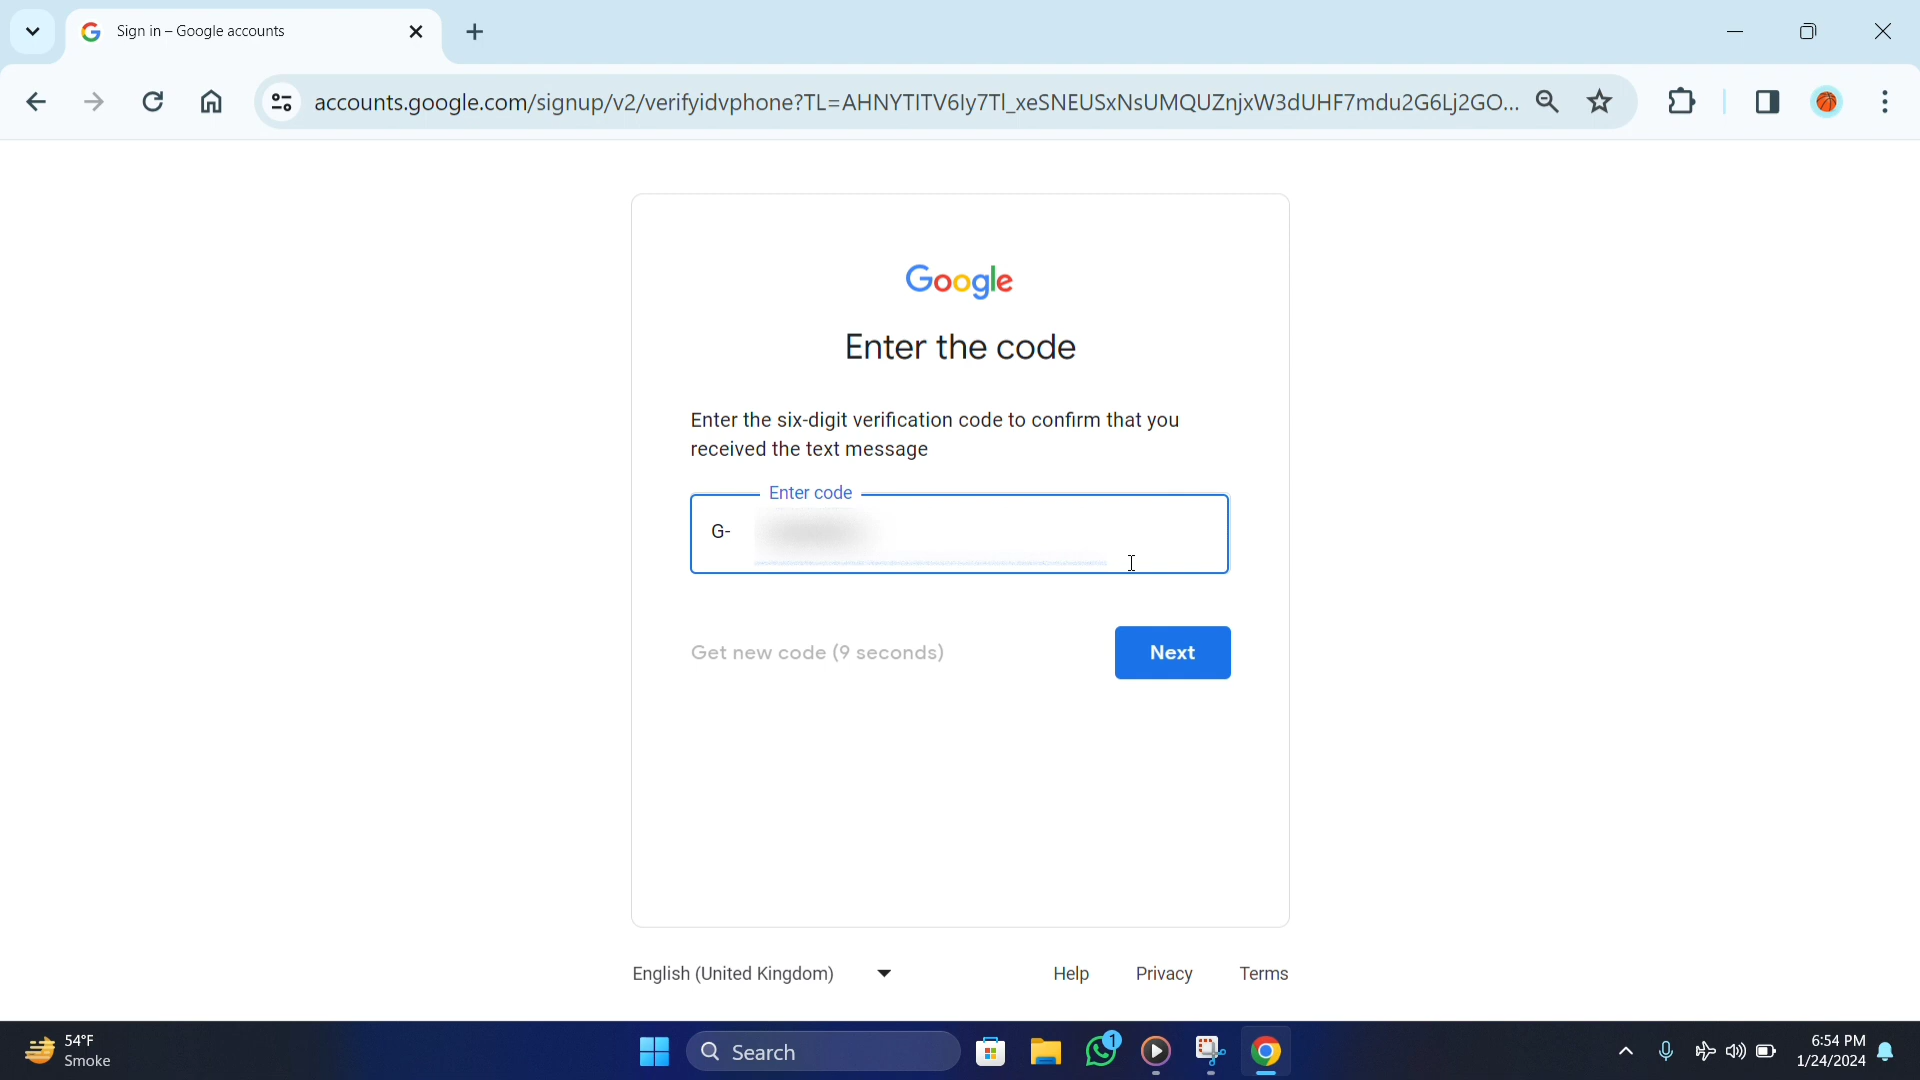 Sign in – Google accounts
accounts.google.com/signup/v2/verifyidvphone?TL=AHNYTITV6Iy7TI_xeSNEUSxNsUMQUZnjxW3dUHF7mdu2G6Lj2GO...
Google
Enter the code
Enter the six-digit verification code to confirm that you
received the text message
Enter code
G-
Get new code (9 seconds)
Next
English (United Kingdom)
Help
Privacy
Terms
54°F
Smoke
Search
1
6:54 PM
1/24/2024